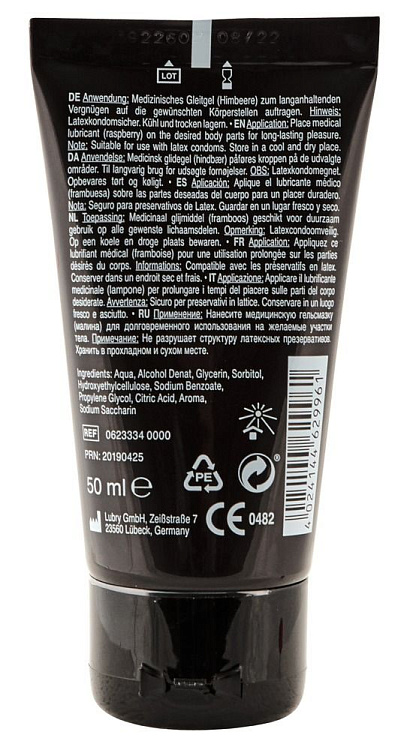 LOT
DE Anwendung: Medizinisches Gleitgel (Himbeere) zum langanhaltenden
Vergnügen auf die gewünschten Körperstellen auftragen. Hinweis:
Latexkondomsicher. Kühl und trocken lagern. • EN Application: Place medical
lubricant (raspberry) on the desired body parts for long-lasting pleasure.
Note: Suitable for use with latex condoms. Store in a cool and dry place.
DA Anvendelse: Medicinsk glidegel (hindbær) påføres kroppen på de udvalgte
områder. Til langvarig brug for udsøgte fornøjelser. OBS: Latexkondomegnet.
Opbevares tørt og køligt. • ES Aplicación: Aplique el lubricante médico
(frambuesa) sobre las partes deseadas del cuerpo para un placer duradero.
Nota: Seguro para preservativos de Latex. Guardar en un lugar fresco y seco.
NL Toepassing: Medicinaal glijmiddel (framboos) geschikt voor duurzaam
gebruik op alle gewenste lichaamsdelen. Opmerking: Latexcondoomveilig.
Op een koele en droge plaats bewaren. • FR Application: Appliquez ce
lubrifiant médical (framboise) pour une utilisation prolongée sur les parties
désirés du corps. Informations: Compatible avec les préservatifs en latex.
Conserver dans un endroit sec et frais. • IT Applicazione: Applicare il lubrificante
medicinale (lampone) per prolungare i tempi del piacere sulle parti del corpo
desiderate. Avvertenza: Sicuro per preservativi in lattice. Conservare in un luogo
fresco e asciutto. • RU Применение: Нанесите медицинскую гельсмазку
(малина) для долговременного использования на желаемые участки
тела. Примечание: Не разрушает структуру латексных презервативов.
Хранить в прохладном и сухом месте.
Ingredients: Aqua, Alcohol Denat, Glycerin, Sorbitol,
Hydroxyethylcellulose, Sodium Benzoate,
Propylene Glycol, Citric Acid, Aroma,
Sodium Saccharin
REF 0623334 0000
PRN: 20190425
50 ml ℮
PE
®
Lubry GmbH, Zeißstraße 7
23560 Lübeck, Germany
CE 0482
4 024144 629961